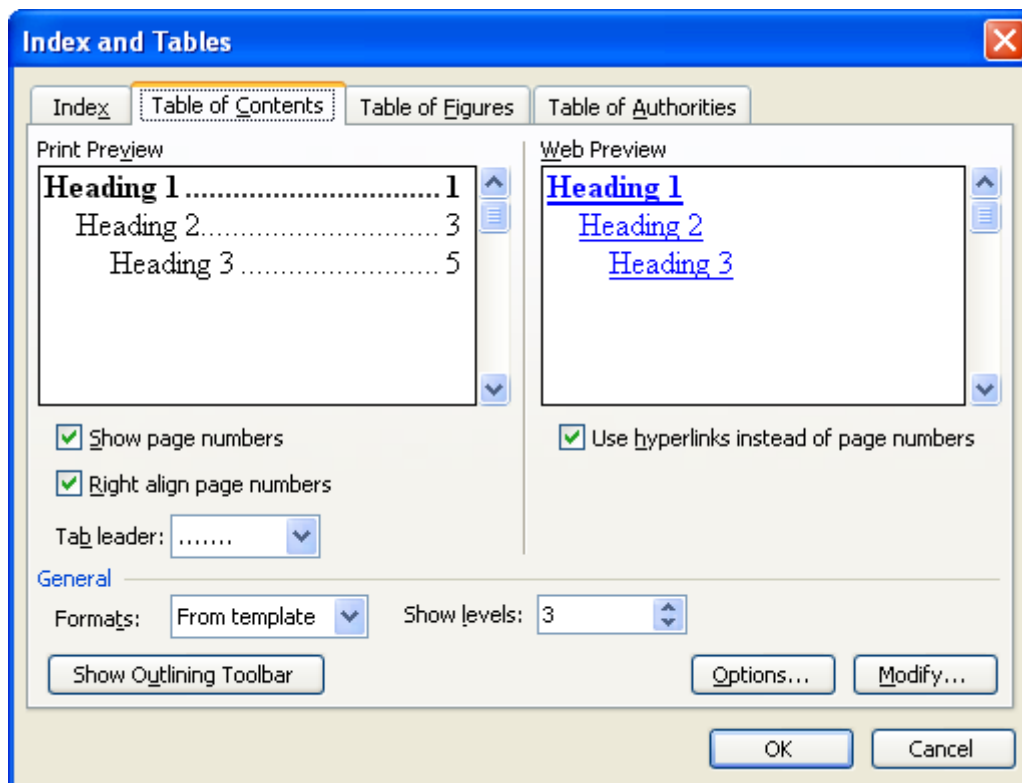 Index and Tables
Index Table of Contents Table of Figures Table of Authorities
Print Preview
Heading 1 ................................ 1
Heading 2................................ 3
Heading 3 ............................ 5
Web Preview
Heading 1
Heading 2
Heading 3
Show page numbers
Right align page numbers
Tab leader: .......
Use hyperlinks instead of page numbers
General
Formats: From template Show levels: 3
Show Outlining Toolbar Options... Modify...
OK Cancel